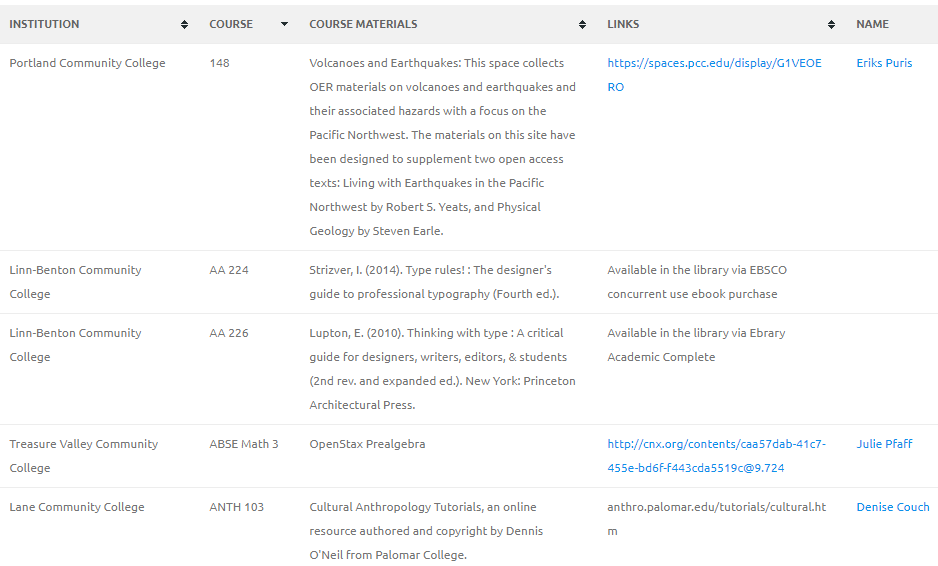 INSTITUTION COURSE COURSE MATERIALS LINKS NAME
Portland Community College 148 Volcanoes and Earthquakes: This space collects https://spaces.pcc.edu/display/G1VEOE Eriks Puris
OER materials on volcanoes and earthquakes and RO
their associated hazards with a focus on the
Pacific Northwest. The materials on this site have
been designed to supplement two open access
texts: Living with Earthquakes in the Pacific
Northwest by Robert S. Yeats, and Physical
Geology by Steven Earle.
Linn-Benton Community AA 224 Strizver, I. (2014). Type rules! : The designer's Available in the library via EBSCO
College guide to professional typography (Fourth ed.). concurrent use ebook purchase
Linn-Benton Community AA 226 Lupton, E. (2010). Thinking with type : A critical Available in the library via Ebrary
College guide for designers, writers, editors, & students Academic Complete
(2nd rev. and expanded ed.). New York: Princeton
Architectural Press.
Treasure Valley Community ABSE Math 3 OpenStax Prealgebra http://cnx.org/contents/caa57dab-41c7- Julie Pfaff
College 455e-bd6f-f443cda5519c@9.724
Lane Community College ANTH 103 Cultural Anthropology Tutorials, an online anthro.palomar.edu/tutorials/cultural.ht Denise Couch
resource authored and copyright by Dennis m
O'Neil from Palomar College.